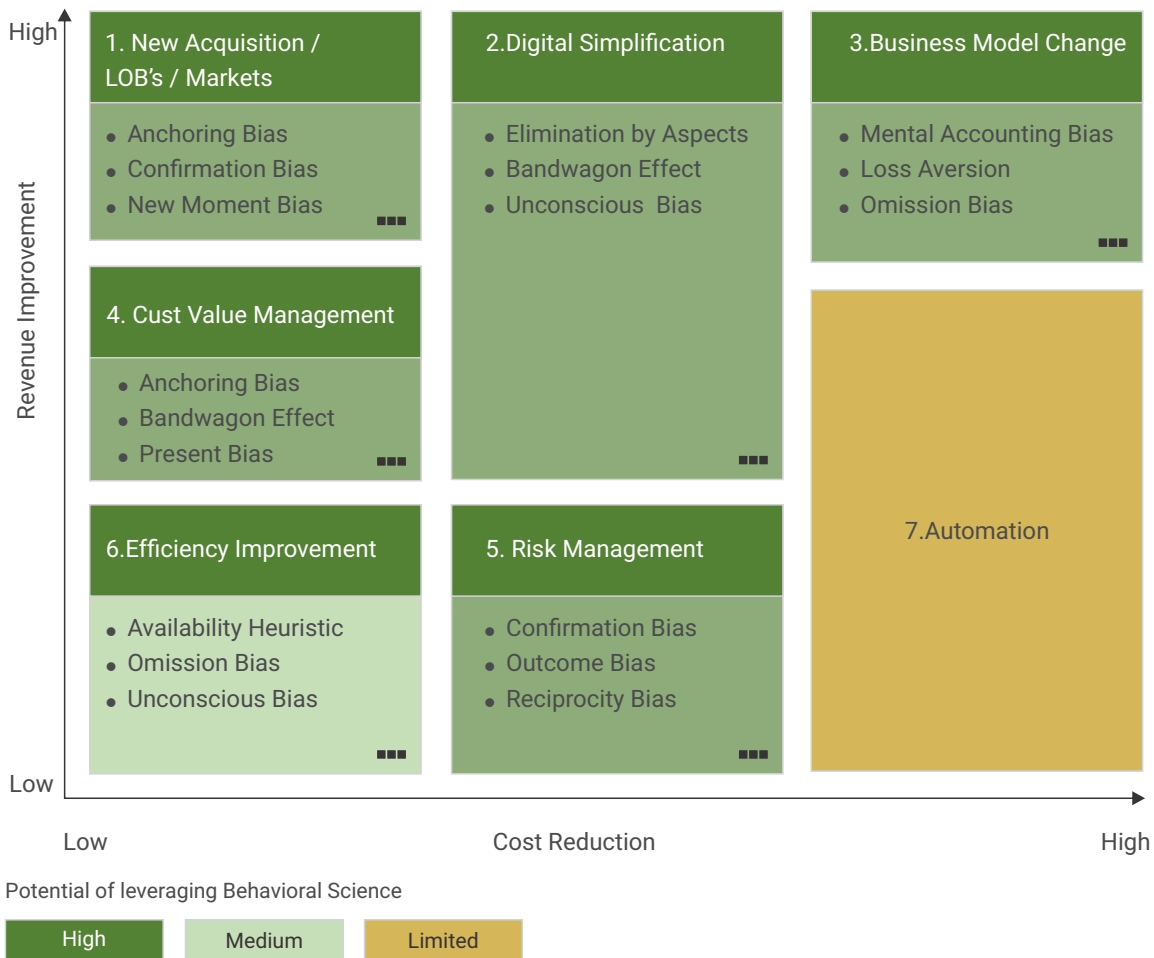 High
1. New Acquisition /
LOB's / Markets
• Anchoring Bias
• Confirmation Bias
• New Moment Bias
2.Digital Simplification
• Elimination by Aspects
• Bandwagon Effect
• Unconscious  Bias
3.Business Model Change
• Mental Accounting Bias
• Loss Aversion
• Omission Bias
Revenue Improvement
4. Cust Value Management
• Anchoring Bias
• Bandwagon Effect
• Present Bias
6.Efficiency Improvement
• Availability Heuristic
• Omission Bias
• Unconscious Bias
5. Risk Management
• Confirmation Bias
• Outcome Bias
• Reciprocity Bias
7.Automation
Low
Low
Cost Reduction
High
Potential of leveraging Behavioral Science
High
Medium
Limited